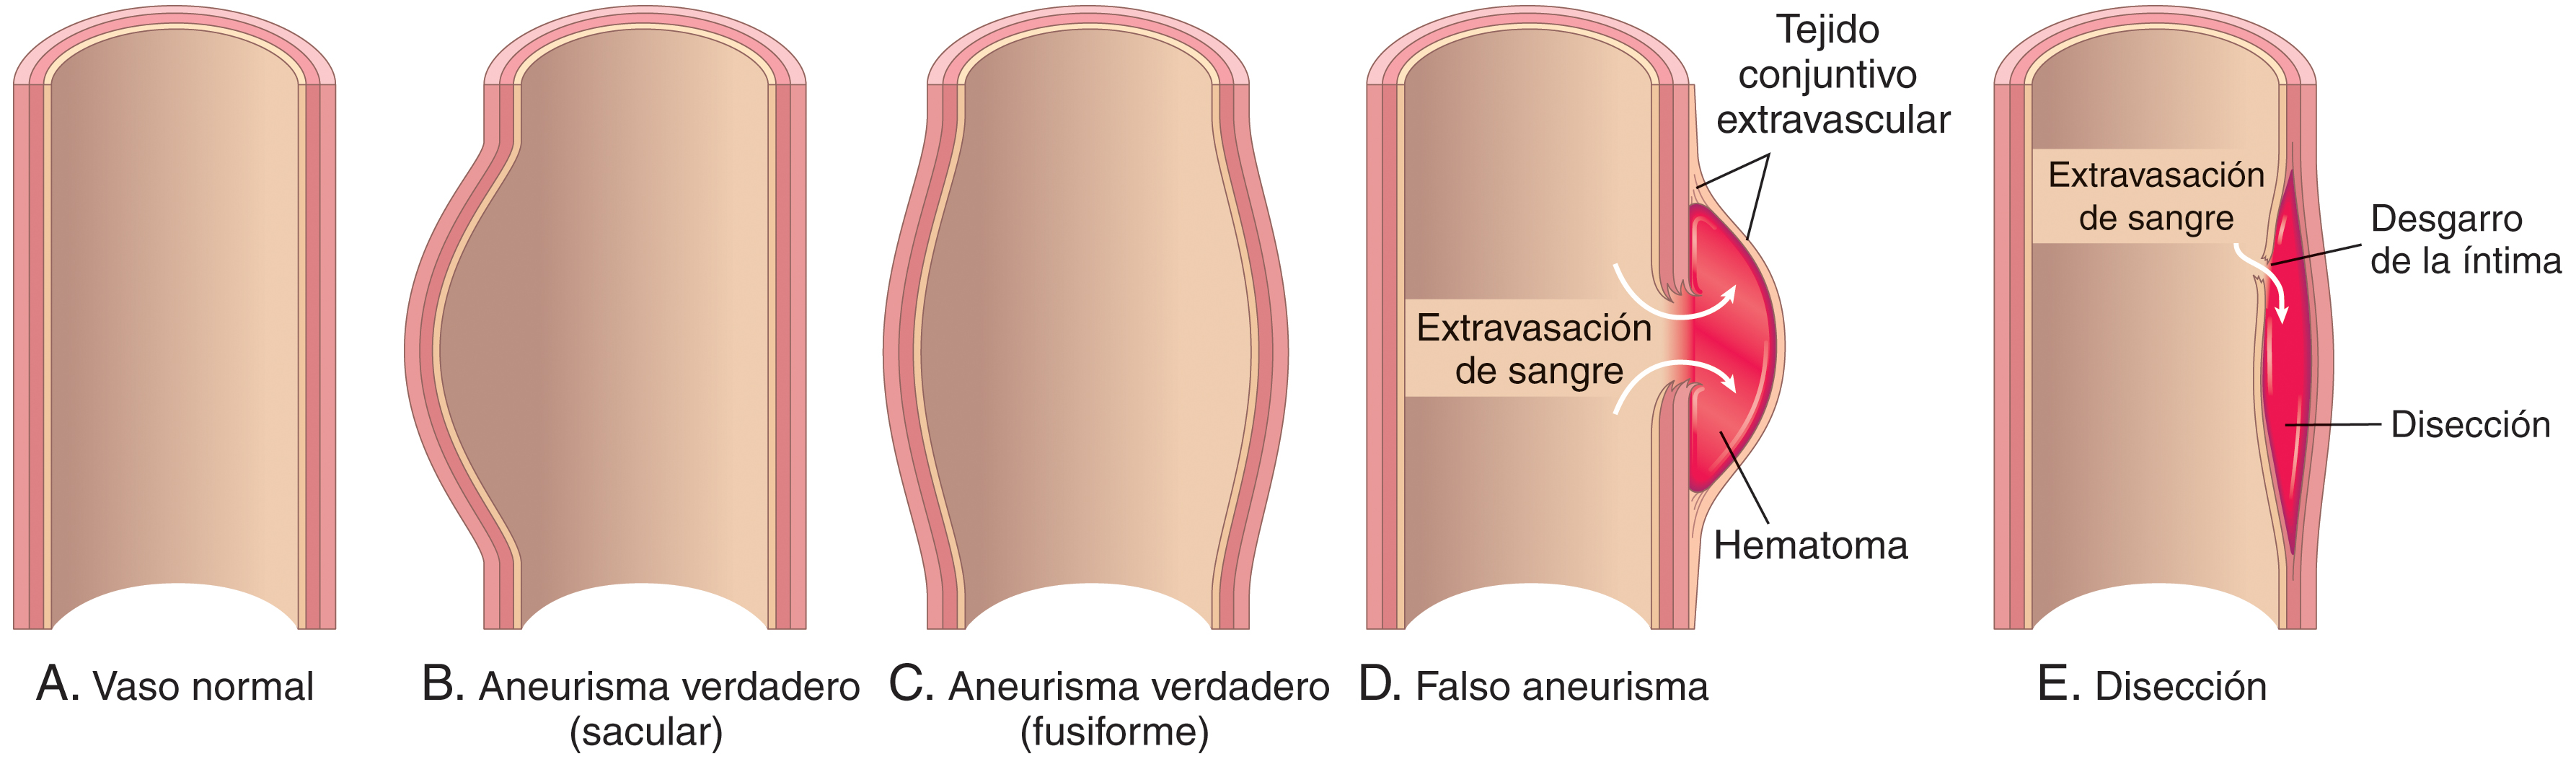 Tejido
conjuntivo
extravascular
Extravasación
de sangre
Hematoma
Extravasación
de sangre
Desgarro
de la íntima
Disección
A. Vaso normal
B. Aneurisma verdadero
(sacular)
C. Aneurisma verdadero
(fusiforme)
D. Falso aneurisma
E. Disección